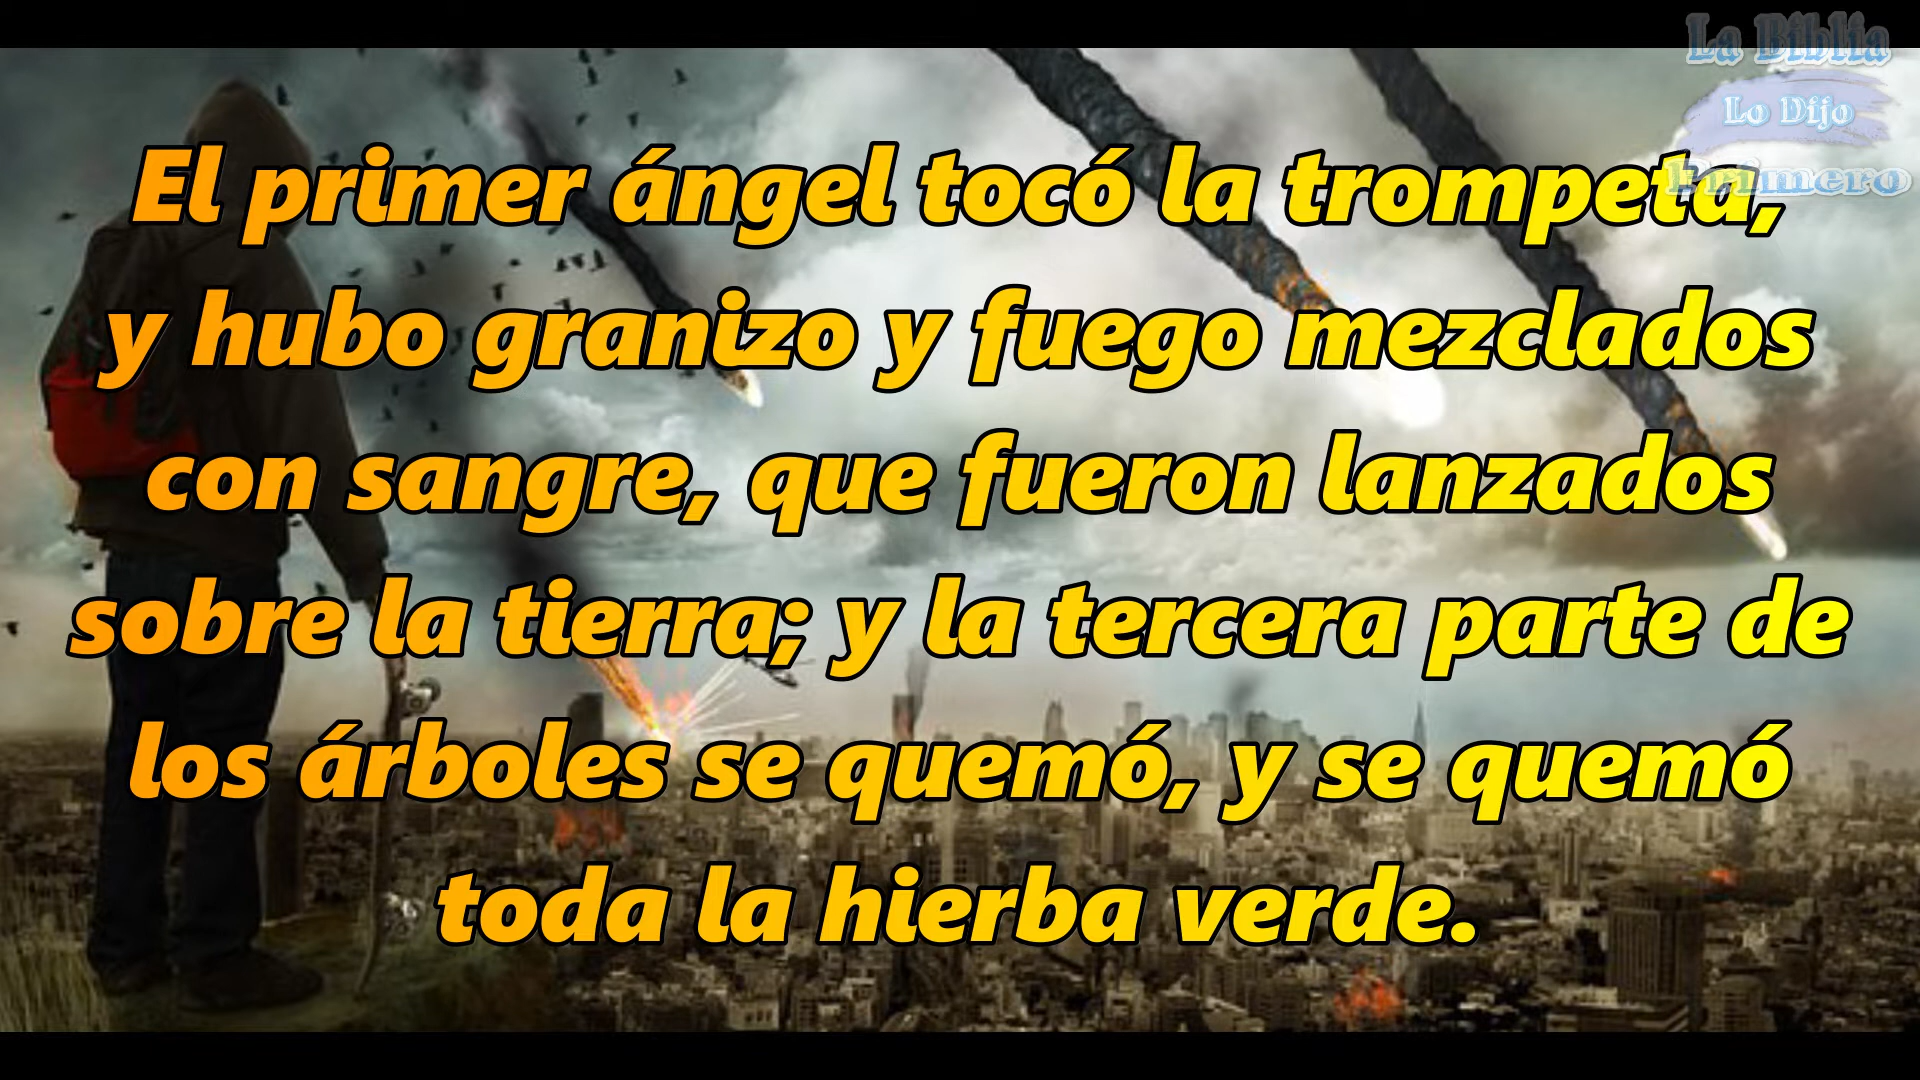 La Biblia
Lo Dijo
Primero
El primer ángel tocó la trompeta,
y hubo granizo y fuego mezclados
con sangre, que fueron lanzados
sobre la tierra; y la tercera parte de
los árboles se quemó, y se quemó
toda la hierba verde.